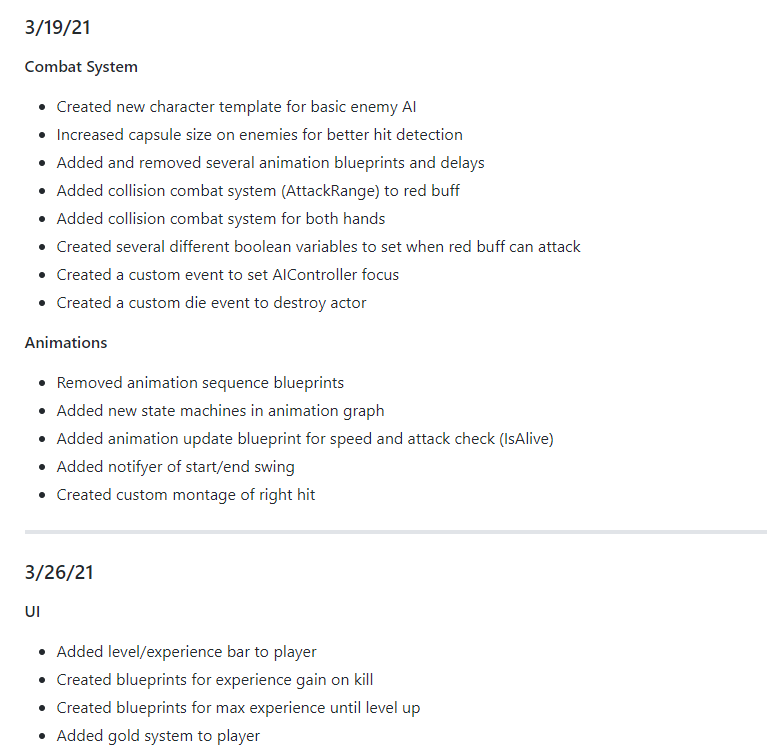 3/19/21
Combat System
Created new character template for basic enemy AI
Increased capsule size on enemies for better hit detection
Added and removed several animation blueprints and delays
Added collision combat system (AttackRange) to red buff
Added collision combat system for both hands
Created several different boolean variables to set when red buff can attack
Created a custom event to set AIController focus
Created a custom die event to destroy actor
Animations
Removed animation sequence blueprints
Added new state machines in animation graph
Added animation update blueprint for speed and attack check (IsAlive)
Added notifyer of start/end swing
Created custom montage of right hit
3/26/21
UI
Added level/experience bar to player
Created blueprints for experience gain on kill
Created blueprints for max experience until level up
Added gold system to player